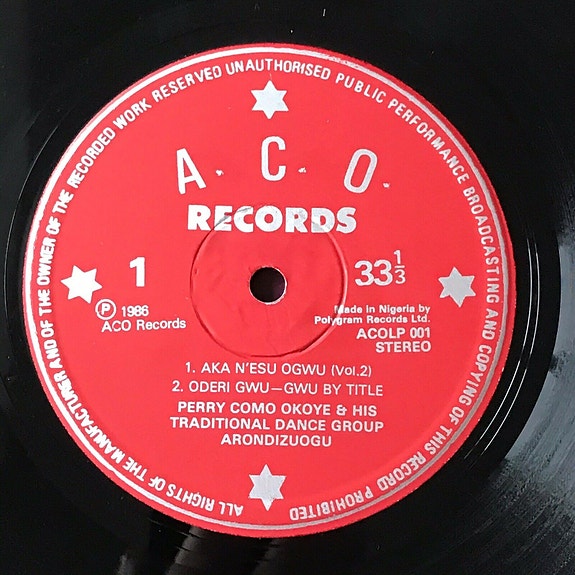 ALL RIGHTS OF THE MANUFACTURER AND OF THE OWNER OF THE RECORDED WORK RESERVED UNAUTHORISED PUBLIC PERFORMANCE BROADCASTING AND COPYING OF THIS RECORD PROHIBITED
A. C. O.
RECORDS
1
33 1/3
Ⓟ 1986
ACO Records
Made in Nigeria by
Polygram Records Ltd.
ACOLP 001
STEREO
1. AKA N'ESU OGWU (Vol.2)
2. ODERI GWU—GWU BY TITLE
PERRY COMO OKOYE & HIS
TRADITIONAL DANCE GROUP
ARONDIZUOGU